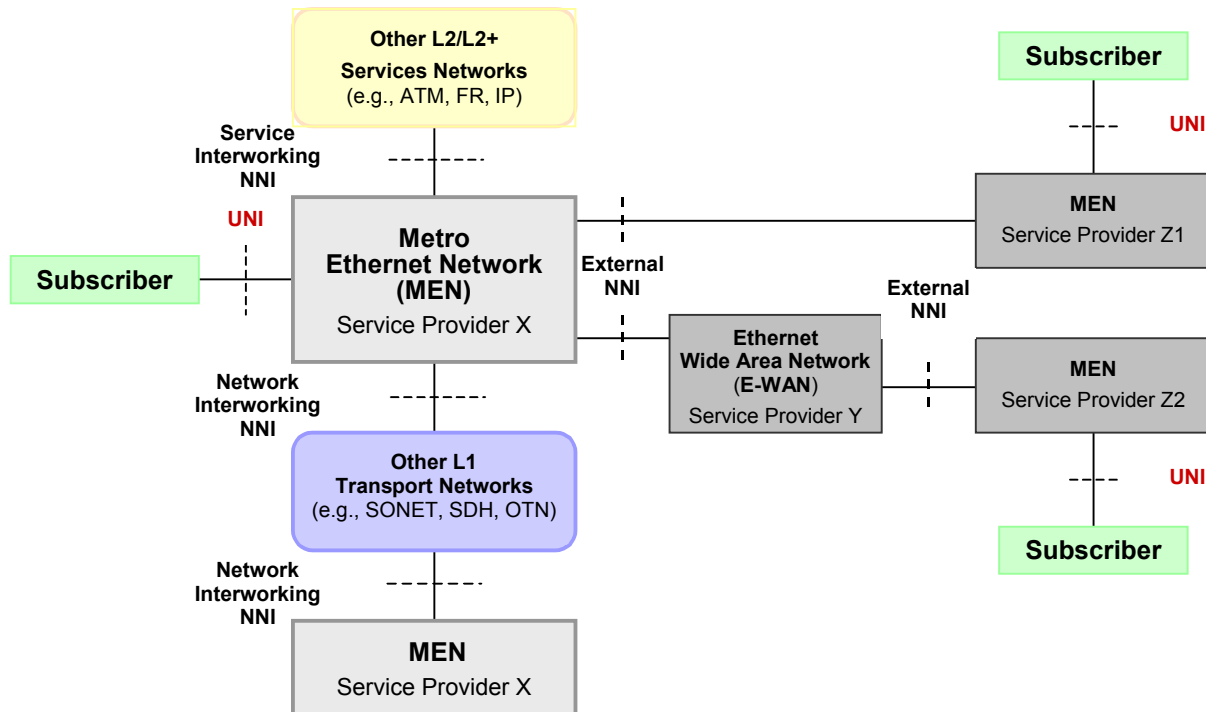 Other L2/L2+
Services Networks
(e.g., ATM, FR, IP)
Subscriber
UNI
Service
Interworking
NNI
UNI
Subscriber
Metro
Ethernet Network
(MEN)
Service Provider X
External
NNI
MEN
Service Provider Z1
External
NNI
Ethernet
Wide Area Network
(E-WAN)
Service Provider Y
MEN
Service Provider Z2
Network
Interworking
NNI
Other L1
Transport Networks
(e.g., SONET, SDH, OTN)
UNI
Subscriber
Network
Interworking
NNI
MEN
Service Provider X